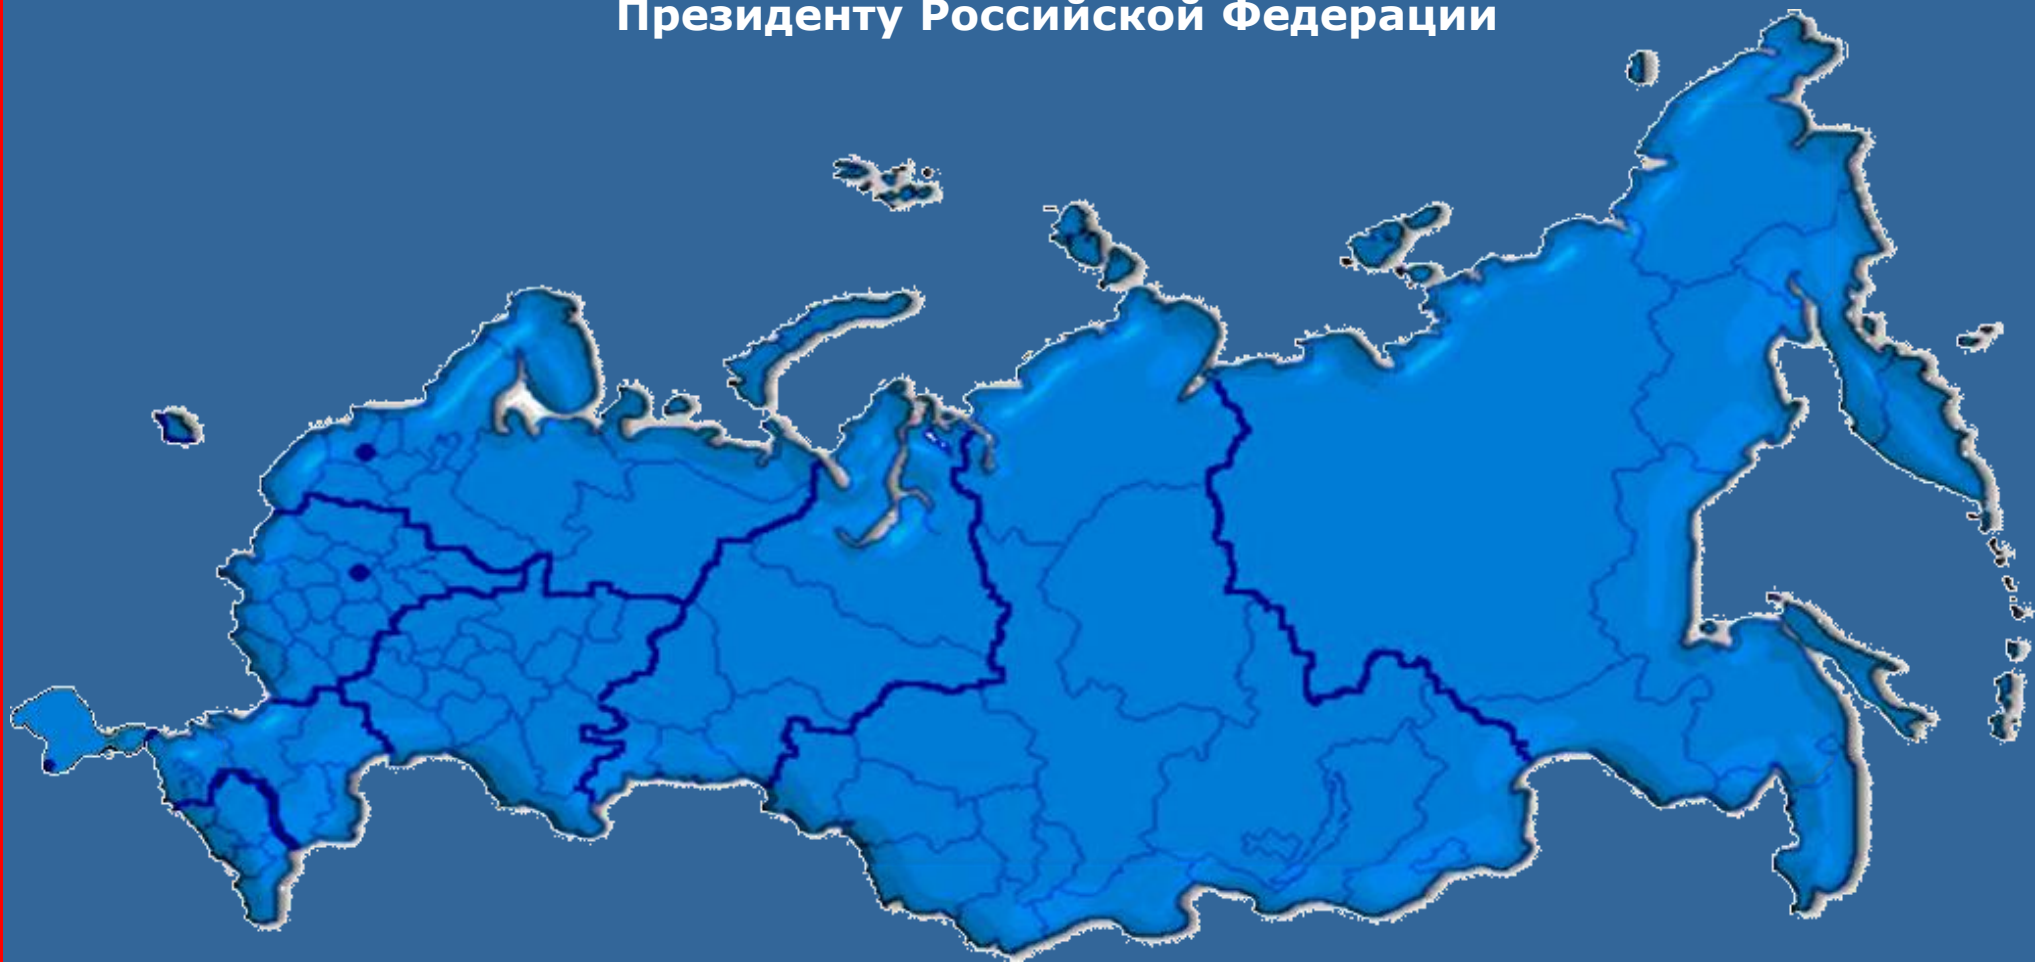 Президенту Российской Федерации